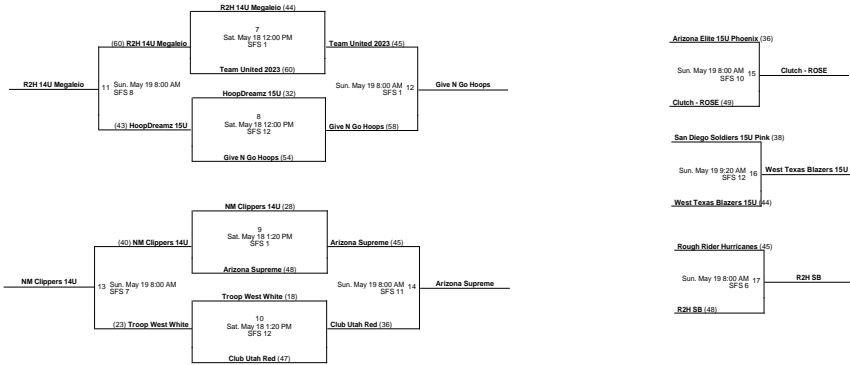 R2H 14U Megaleio (44)
7
Sat. May 18 12:00 PM
SFS 1
(60) R2H 14U Megaleio
Team United 2023 (45)
Team United 2023 (60)
R2H 14U Megaleio
11 Sun. May 19 8:00 AM
SFS 8
Sun. May 19 8:00 AM 12
SFS 1
Give N Go Hoops
HoopDreamz 15U (32)
8
Sat. May 18 12:00 PM
SFS 12
(43) HoopDreamz 15U
Give N Go Hoops (58)
Give N Go Hoops (54)
NM Clippers 14U (28)
9
Sat. May 18 1:20 PM
SFS 1
(40) NM Clippers 14U
Arizona Supreme (45)
Arizona Supreme (48)
NM Clippers 14U
13 Sun. May 19 8:00 AM
SFS 7
Sun. May 19 8:00 AM 14
SFS 11
Arizona Supreme
Troop West White (18)
10
Sat. May 18 1:20 PM
SFS 12
(23) Troop West White
Club Utah Red (36)
Club Utah Red (47)
Arizona Elite 15U Phoenix (36)
Sun. May 19 8:00 AM 15
SFS 10
Clutch - ROSE
Clutch - ROSE (49)
San Diego Soldiers 15U Pink (38)
Sun. May 19 9:20 AM 16
SFS 12
West Texas Blazers 15U
West Texas Blazers 15U (44)
Rough Rider Hurricanes (45)
Sun. May 19 8:00 AM 17
SFS 6
R2H SB
R2H SB (48)